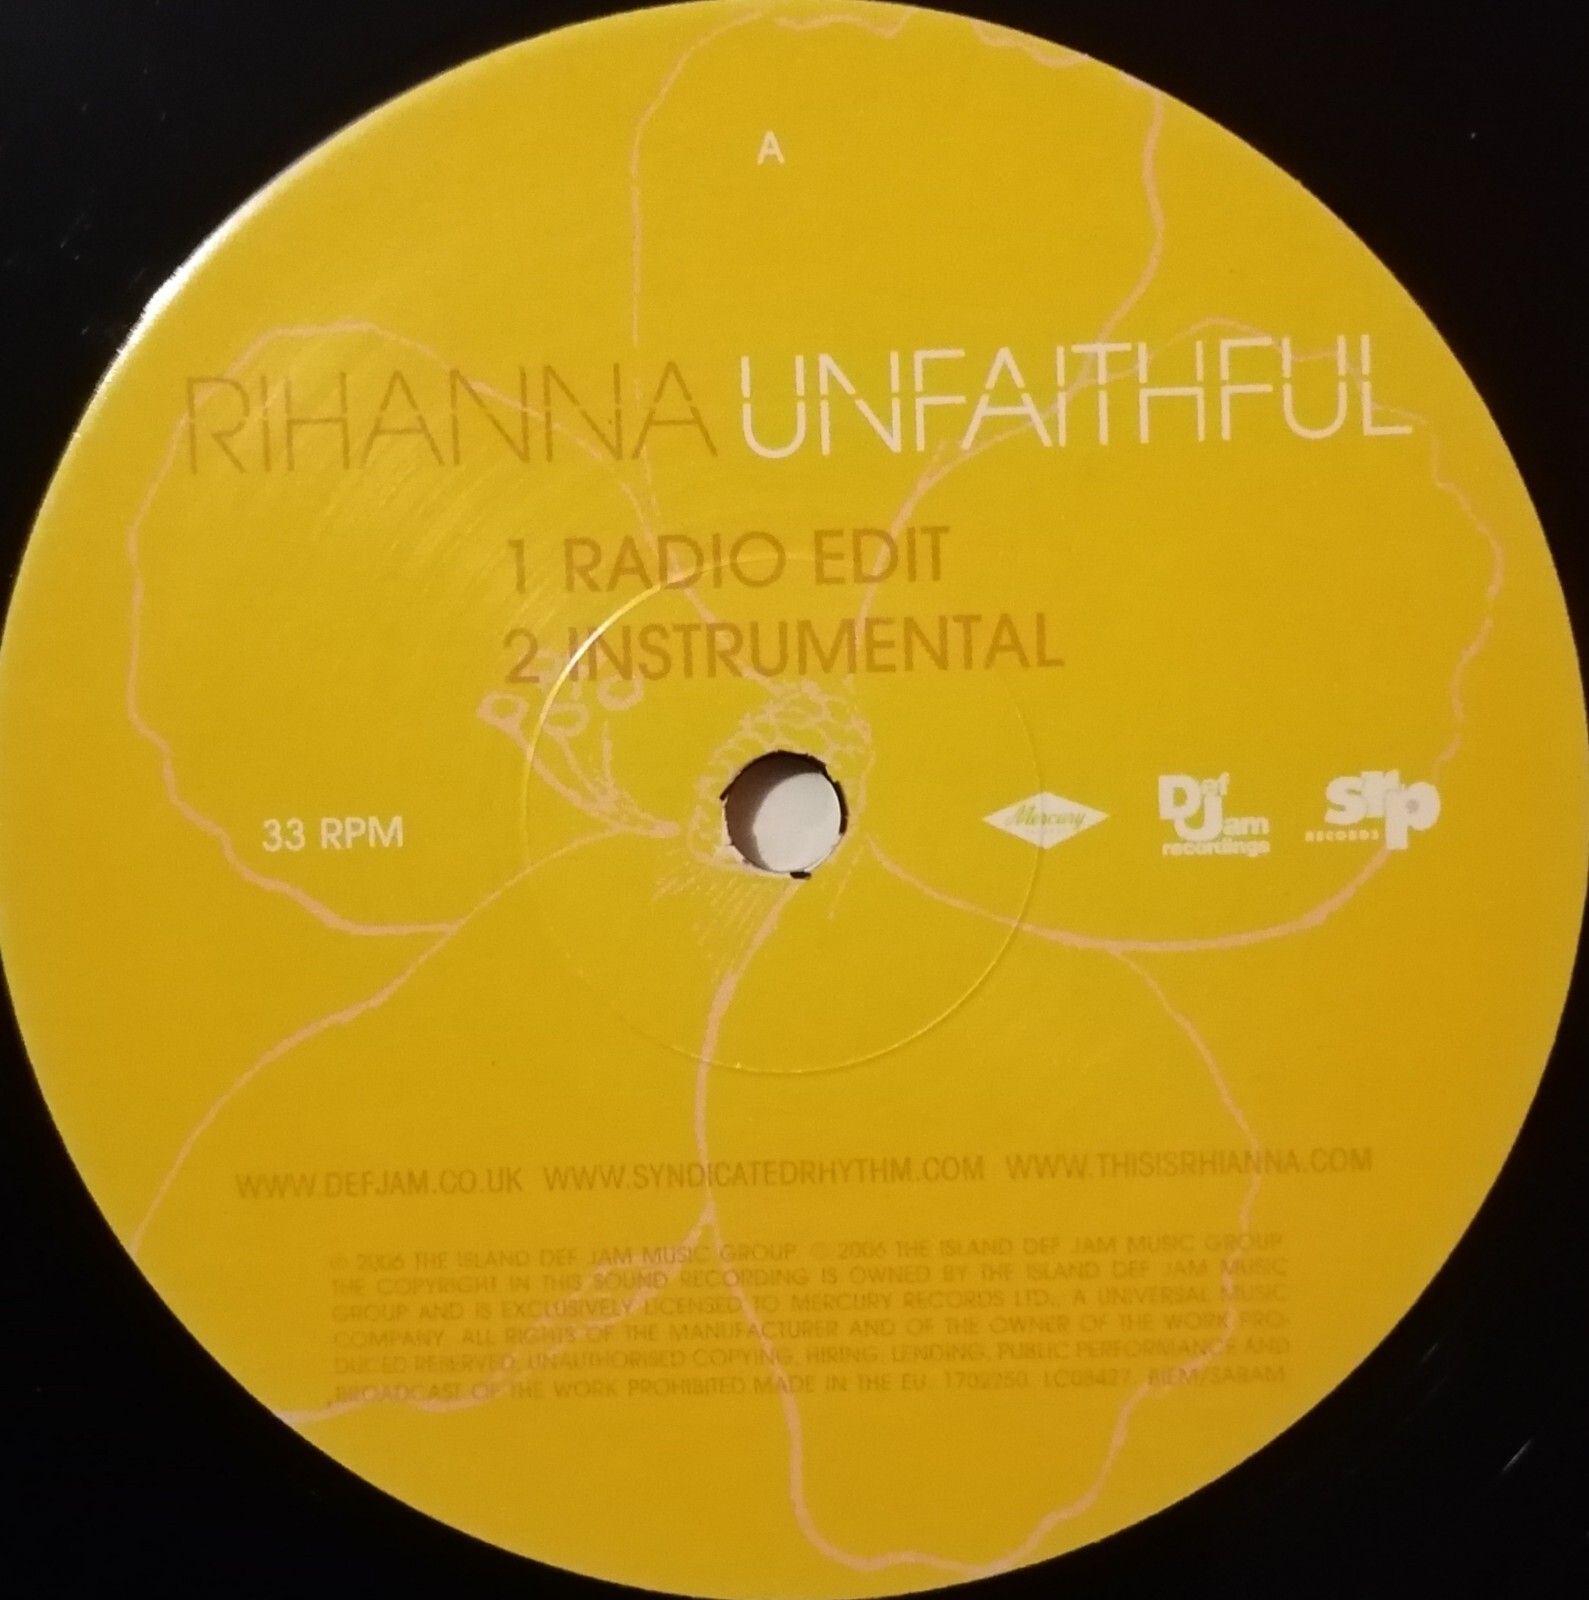 A
RIHANNA UNFAITHFUL
1 RADIO EDIT
2 INSTRUMENTAL
33 RPM
Mercury
Def Jam recordings
srp RECORDS
WWW.DEFJAM.CO.UK WWW.SYNDICATEDRHYTHM.COM WWW.THISISRHIANNA.COM
℗ 2006 THE ISLAND DEF JAM MUSIC GROUP. © 2006 THE ISLAND DEF JAM MUSIC GROUP.
THE COPYRIGHT IN THIS SOUND RECORDING IS OWNED BY THE ISLAND DEF JAM MUSIC
GROUP AND IS EXCLUSIVELY LICENSED TO MERCURY RECORDS LTD., A UNIVERSAL MUSIC
COMPANY. ALL RIGHTS OF THE MANUFACTURER AND OF THE OWNER OF THE WORK PRO-
DUCED RESERVED. UNAUTHORISED COPYING, HIRING, LENDING, PUBLIC PERFORMANCE AND
BROADCAST OF THE WORK PROHIBITED. MADE IN THE EU. 1702250. LC08427. BIEM/SABAM.